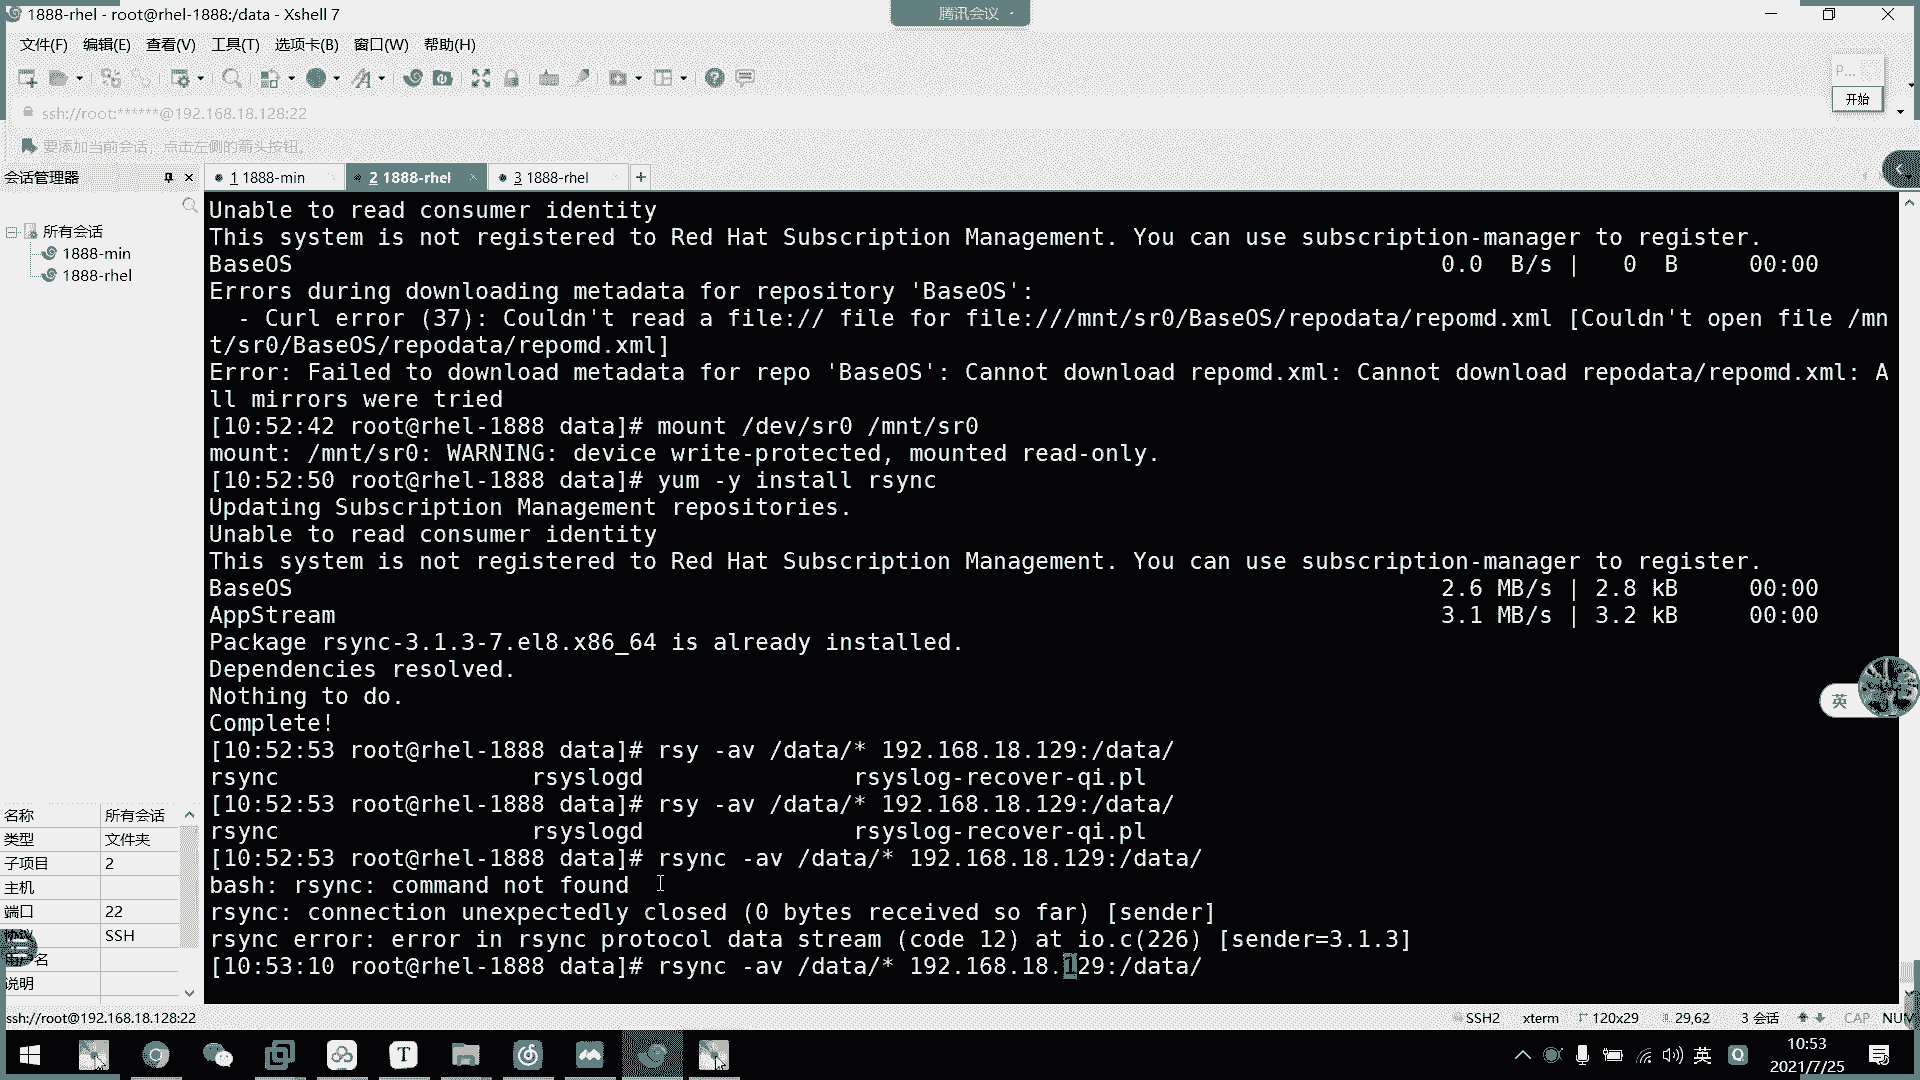 1888-rhel - root@rhel-1888:/data - Xshell 7
腾讯会议
文件(F) 编辑(E) 查看(V) 工具(T) 选项卡(B) 窗口(W) 帮助(H)
P...
开始
ssh://root:******@192.168.18.128:22
要添加当前会话，点击左侧的箭头按钮。
会话管理器
1 1888-min
2 1888-rhel
3 1888-rhel
所有会话
1888-min
1888-rhel
Unable to read consumer identity
This system is not registered to Red Hat Subscription Management. You can use subscription-manager to register.
BaseOS 0.0  B/s |   0  B     00:00
Errors during downloading metadata for repository 'BaseOS':
  - Curl error (37): Couldn't read a file:// file for file:///mnt/sr0/BaseOS/repodata/repomd.xml [Couldn't open file /mn
t/sr0/BaseOS/repodata/repomd.xml]
Error: Failed to download metadata for repo 'BaseOS': Cannot download repomd.xml: Cannot download repodata/repomd.xml: A
ll mirrors were tried
[10:52:42 root@rhel-1888 data]# mount /dev/sr0 /mnt/sr0
mount: /mnt/sr0: WARNING: device write-protected, mounted read-only.
[10:52:50 root@rhel-1888 data]# yum -y install rsync
Updating Subscription Management repositories.
Unable to read consumer identity
This system is not registered to Red Hat Subscription Management. You can use subscription-manager to register.
BaseOS 2.6 MB/s | 2.8 kB     00:00
AppStream 3.1 MB/s | 3.2 kB     00:00
Package rsync-3.1.3-7.el8.x86_64 is already installed.
Dependencies resolved.
Nothing to do.
Complete!
[10:52:53 root@rhel-1888 data]# rsy -av /data/* 192.168.18.129:/data/
rsync rsyslogd rsyslog-recover-qi.pl
[10:52:53 root@rhel-1888 data]# rsy -av /data/* 192.168.18.129:/data/
rsync rsyslogd rsyslog-recover-qi.pl
[10:52:53 root@rhel-1888 data]# rsync -av /data/* 192.168.18.129:/data/
bash: rsync: command not found
rsync: connection unexpectedly closed (0 bytes received so far) [sender]
rsync error: error in rsync protocol data stream (code 12) at io.c(226) [sender=3.1.3]
[10:53:10 root@rhel-1888 data]# rsync -av /data/* 192.168.18.129:/data/
名称 所有会话
类型 文件夹
子项目 2
主机
端口 22
协议 SSH
户名
说明
英
ssh://root@192.168.18.128:22
SSH2 xterm 120x29 29,62 3 会话 CAP NUM
英
10:53
2021/7/25